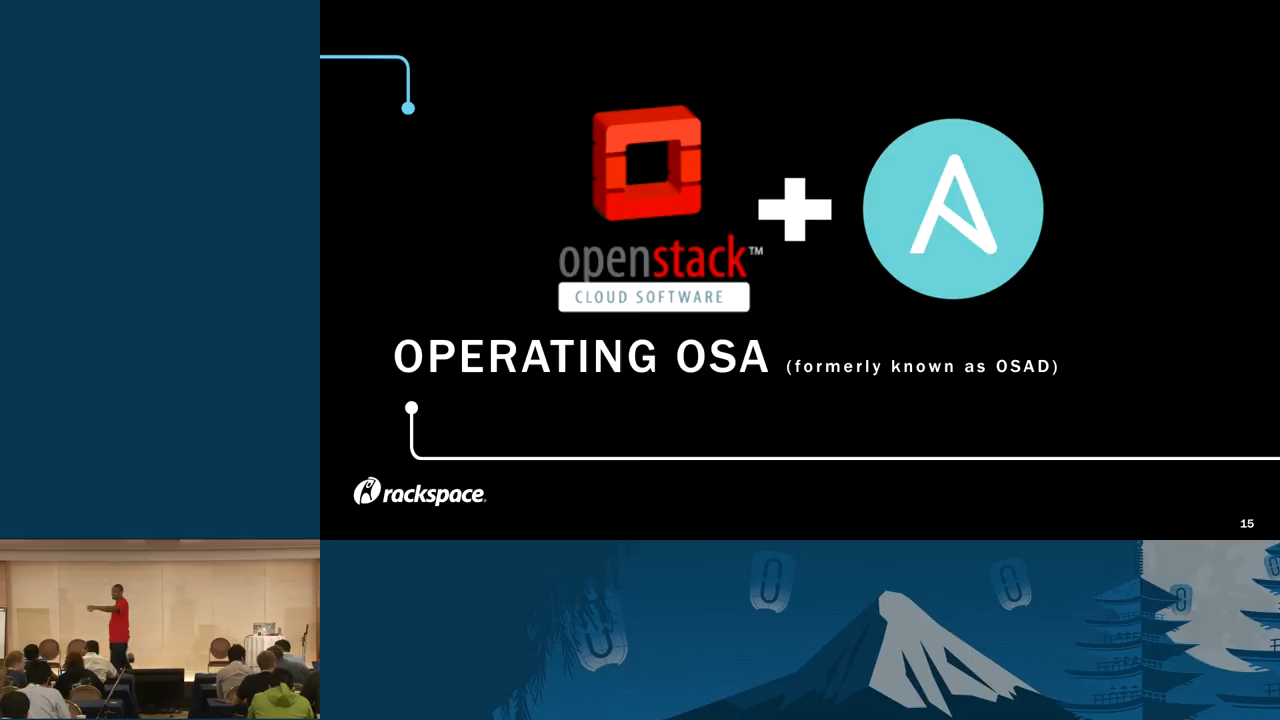 openstack™
CLOUD SOFTWARE
OPERATING OSA (formerly known as OSAD)
rackspace
15